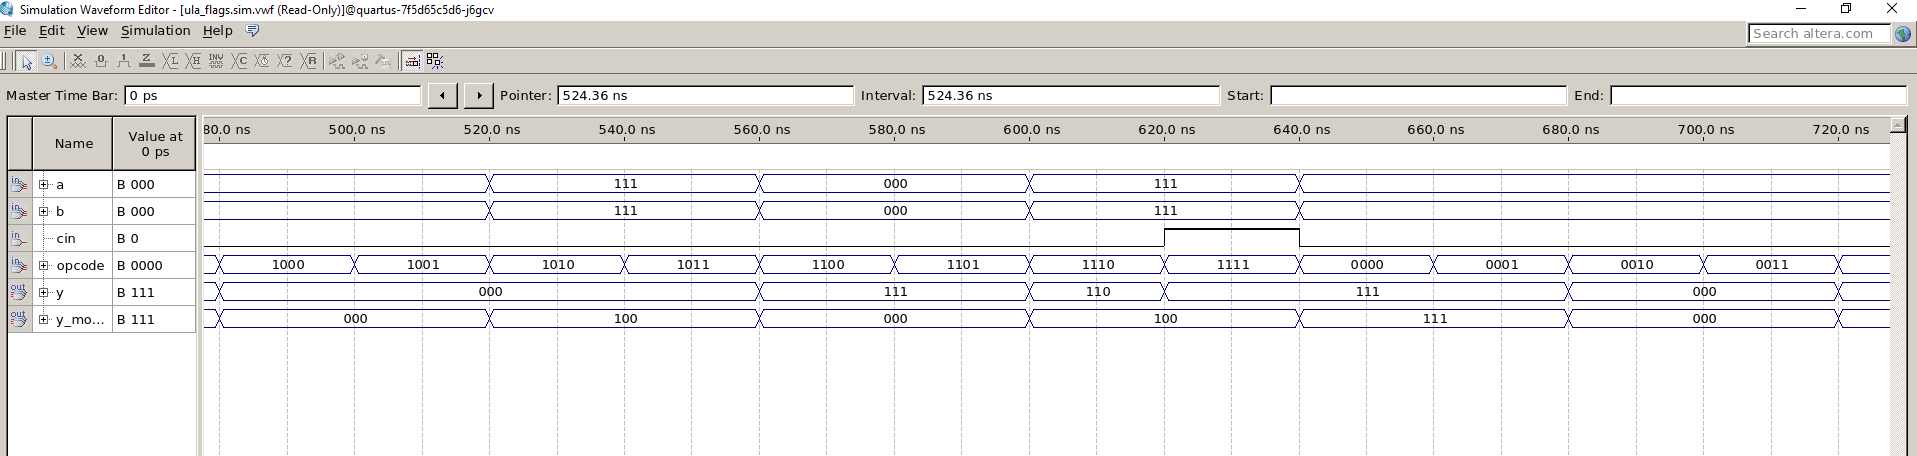 Simulation Waveform Editor - [ula_flags.sim.vwf (Read-Only)]@quartus-7f5d65c5d6-j6gcv
File Edit View Simulation Help
Search altera.com
Master Time Bar: 0 ps Pointer: 524.36 ns Interval: 524.36 ns Start: End:
Name Value at 0 ps 80.0 ns 500.0 ns 520.0 ns 540.0 ns 560.0 ns 580.0 ns 600.0 ns 620.0 ns 640.0 ns 660.0 ns 680.0 ns 700.0 ns 720.0 ns
a B 000 111 000 111
b B 000 111 000 111
cin B 0
opcode B 0000 1000 1001 1010 1011 1100 1101 1110 1111 0000 0001 0010 0011
y B 111 000 111 110 111 000
y_mo... B 111 000 100 000 100 111 000